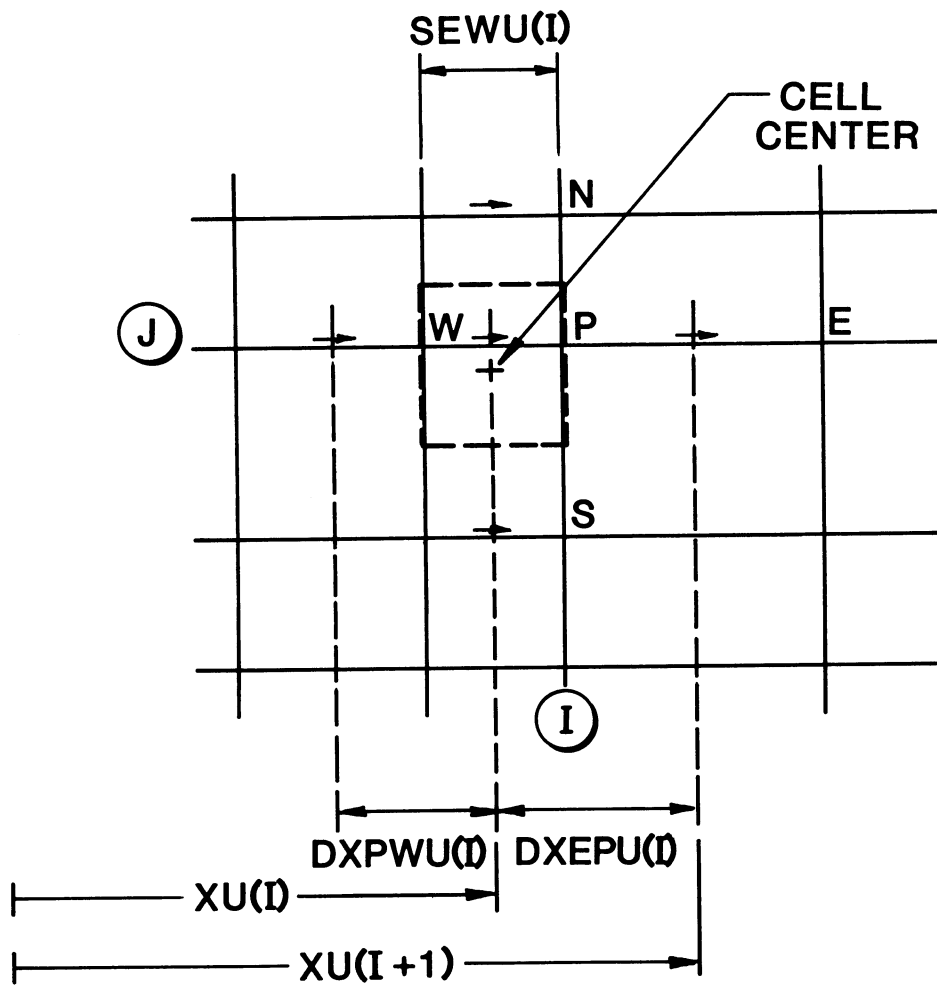 SEWU(I)
CELL
CENTER
N
J
W
P
E
S
I
DXPWU(I)
DXEPU(I)
XU(I)
XU(I+1)